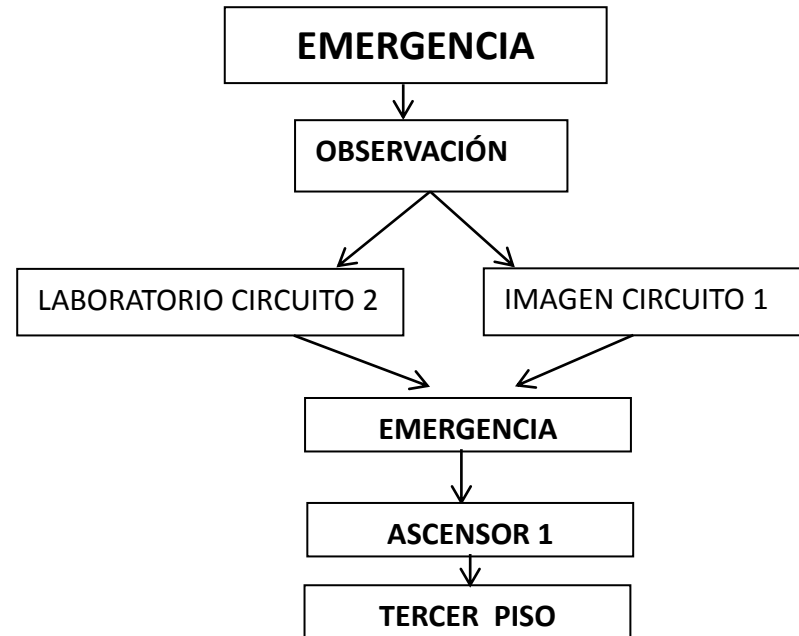 EMERGENCIA
OBSERVACIÓN
LABORATORIO CIRCUITO 2
IMAGEN CIRCUITO 1
EMERGENCIA
ASCENSOR 1
TERCER PISO